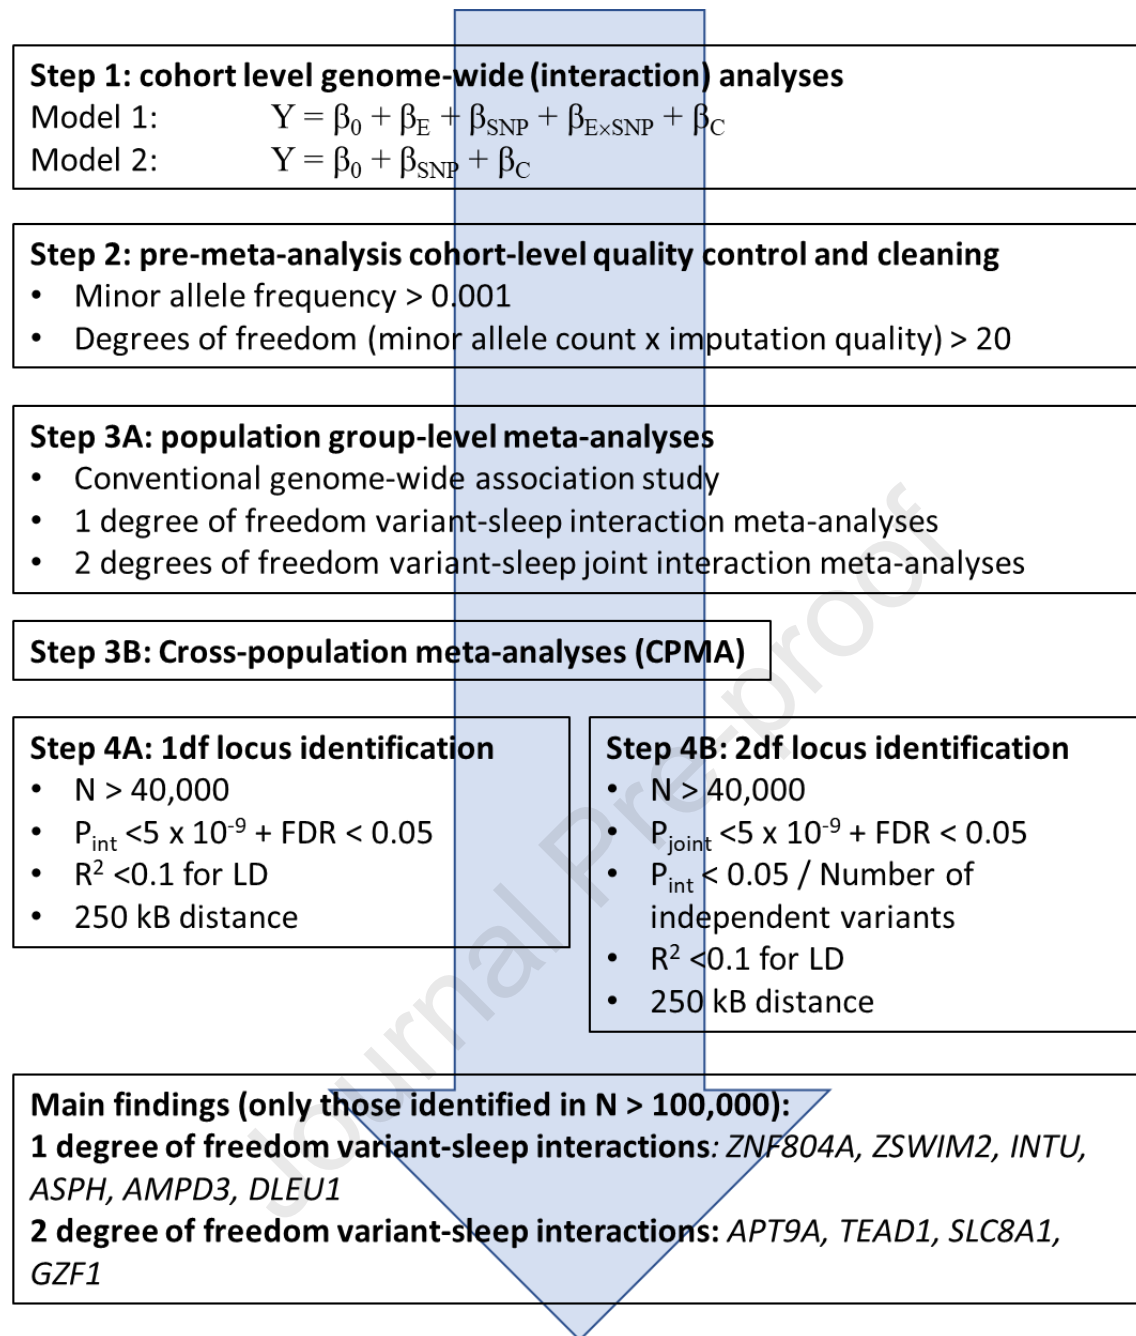 Step 1: cohort level genome-wide (interaction) analyses
Model 1: Y = β0 + βE + βSNP + βE×SNP + βC
Model 2: Y = β0 + βSNP + βC
Step 2: pre-meta-analysis cohort-level quality control and cleaning
• Minor allele frequency > 0.001
• Degrees of freedom (minor allele count x imputation quality) > 20
Step 3A: population group-level meta-analyses
• Conventional genome-wide association study
• 1 degree of freedom variant-sleep interaction meta-analyses
• 2 degrees of freedom variant-sleep joint interaction meta-analyses
Step 3B: Cross-population meta-analyses (CPMA)
Step 4A: 1df locus identification
• N > 40,000
• Pint <5 x 10-9 + FDR < 0.05
• R2 <0.1 for LD
• 250 kB distance
Step 4B: 2df locus identification
• N > 40,000
• Pjoint <5 x 10-9 + FDR < 0.05
• Pint < 0.05 / Number of
independent variants
• R2 <0.1 for LD
• 250 kB distance
Main findings (only those identified in N > 100,000):
1 degree of freedom variant-sleep interactions: ZNF804A, ZSWIM2, INTU,
ASPH, AMPD3, DLEU1
2 degree of freedom variant-sleep interactions: APT9A, TEAD1, SLC8A1,
GZF1
Journal Pre-proof